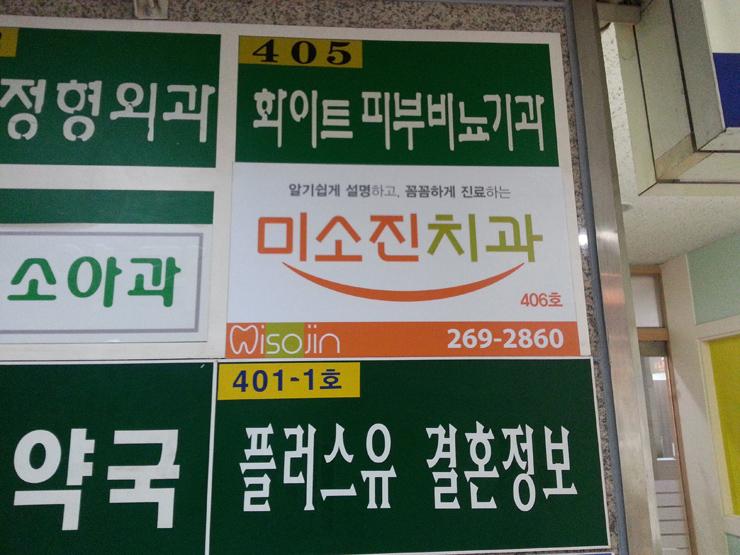 정형외과
소아과
약국
405
화이트 피부비뇨기과
알기쉽게 설명하고, 꼼꼼하게 진료하는
미소진치과
406호
Misojin
269-2860
401-1호
플러스유 결혼정보